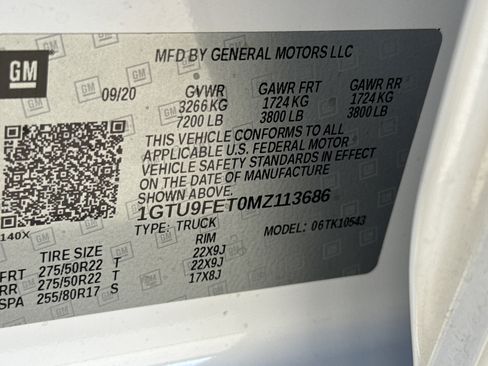 GM
MFD BY GENERAL MOTORS LLC
09/20 GVWR GAWR FRT GAWR RR
3266 KG 1724 KG 1724 KG
7200 LB 3800 LB 3800 LB
THIS VEHICLE CONFORMS TO ALL
APPLICABLE U.S. FEDERAL MOTOR
VEHICLE SAFETY STANDARDS IN EFFECT
ON THE DATE OF MANUFACTURE
SHOWN ABOVE.
1GTU9FET0MZ113686
140X TYPE: TRUCK MODEL: 06TK10543
TIRE SIZE RIM
FRT 275/50R22 T 22X9J
RR 275/50R22 T 22X9J
SPA 255/80R17 S 17X8J